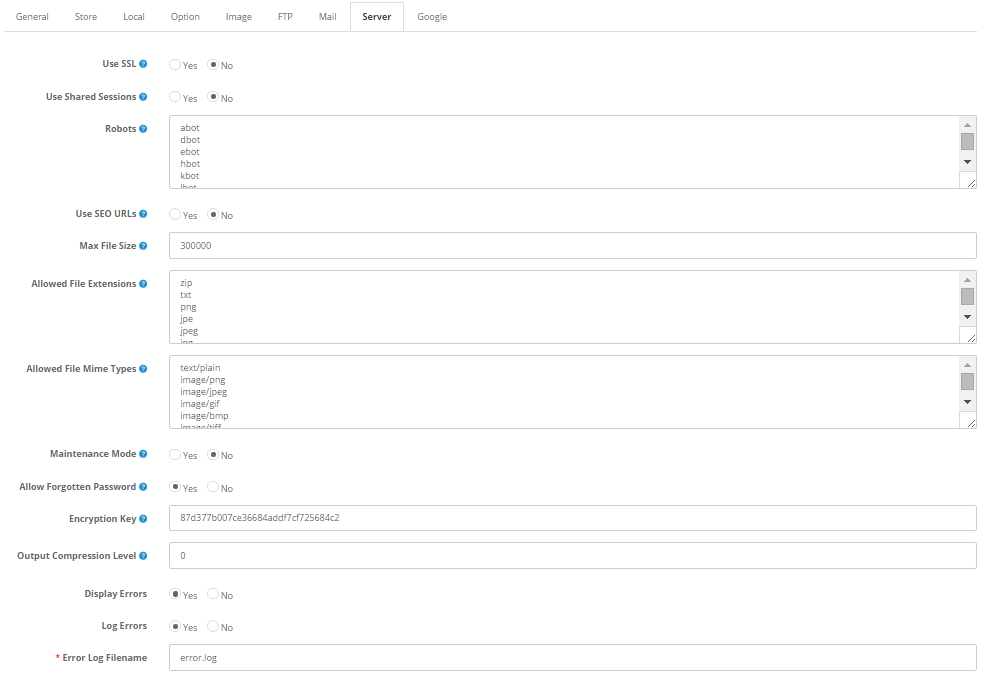 General Store Local Option Image FTP Mail Server Google
Use SSL ? Yes No
Use Shared Sessions ? Yes No
Robots ? abot
dbot
ebot
hbot
kbot
lbot
Use SEO URLs ? Yes No
Max File Size ? 300000
Allowed File Extensions ? zip
txt
png
jpe
jpeg
jpg
Allowed File Mime Types ? text/plain
image/png
image/jpeg
image/gif
image/bmp
image/tiff
Maintenance Mode ? Yes No
Allow Forgotten Password ? Yes No
Encryption Key ? 87d377b007ce36684addf7cf725684c2
Output Compression Level ? 0
Display Errors Yes No
Log Errors Yes No
* Error Log Filename error.log